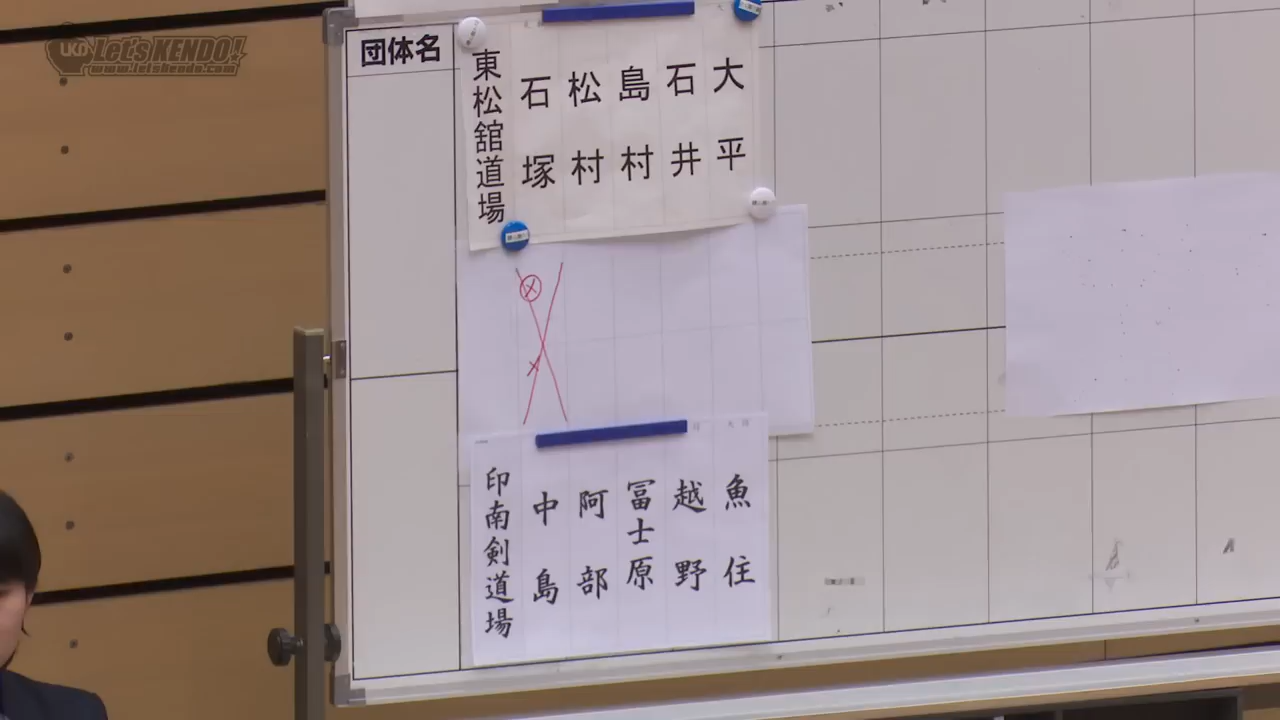 UKD Let's KENDO!
www.letskendo.com
団体名
東松舘道場
石塚
松村
島村
石井
大平
印南剣道場
中島
阿部
冨士原
越野
魚住